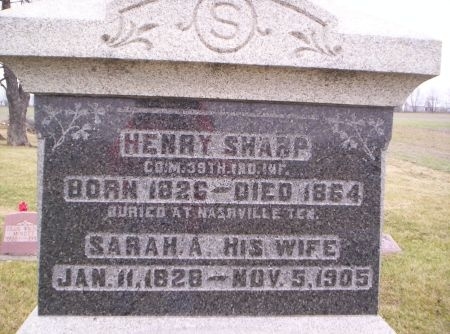 S
HENRY SHARP
CO.M. 39TH. IND. INF.
BORN 1826 — DIED 1864
BURIED AT NASHVILLE TEN.
SARAH. A. HIS WIFE
JAN. 11, 1828 — NOV. 5, 1905